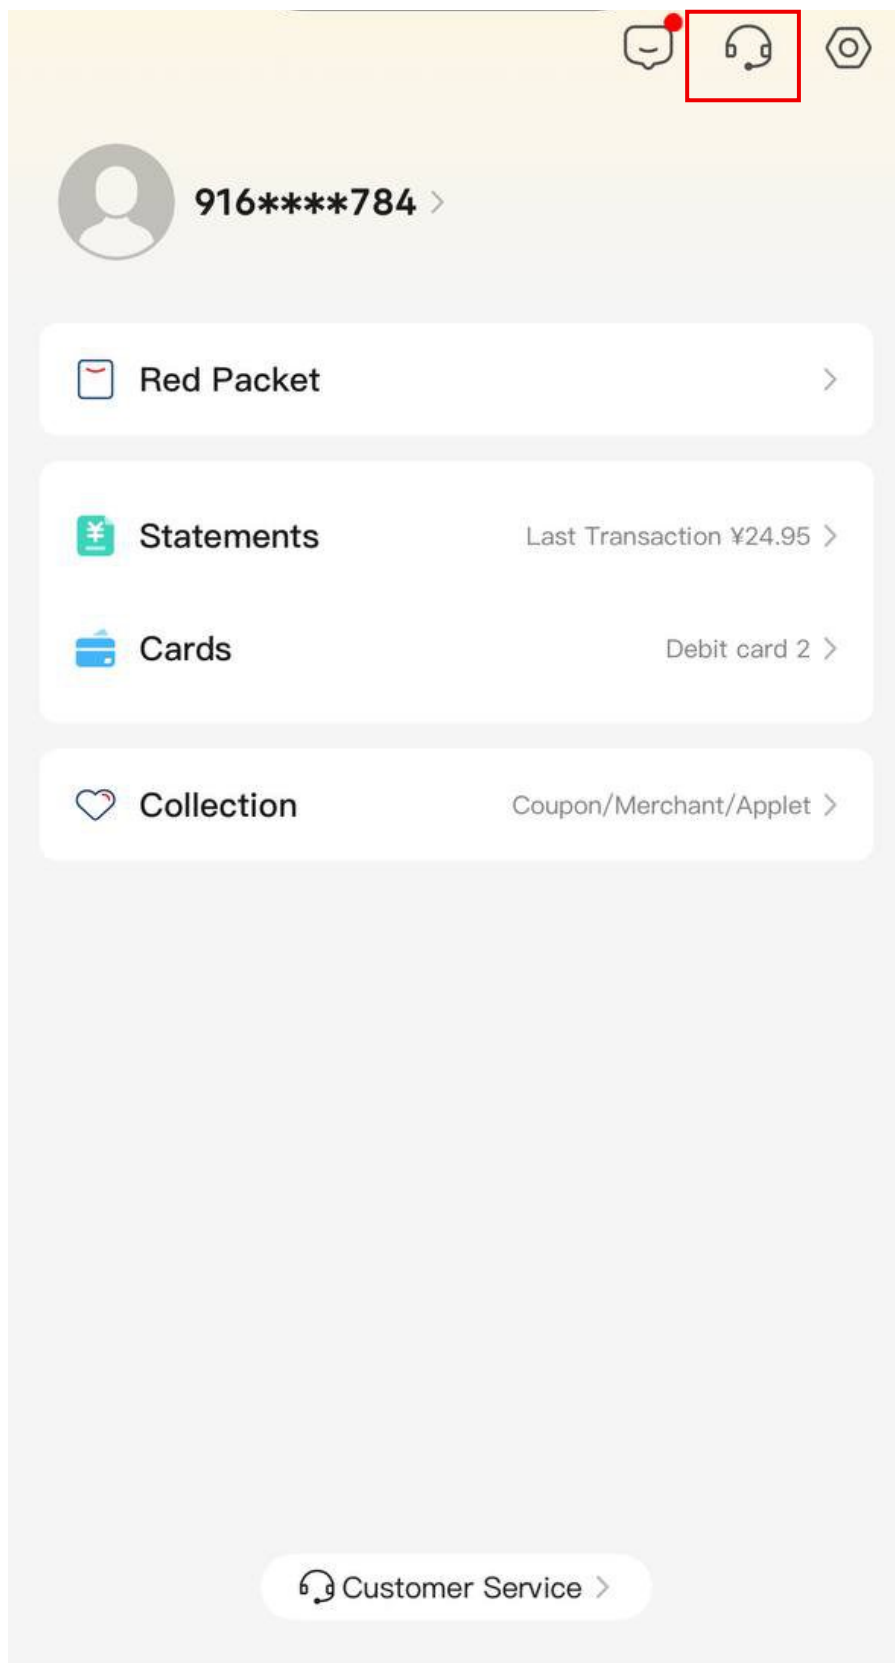 916****784
Red Packet
Statements Last Transaction ¥24.95
Cards Debit card 2
Collection Coupon/Merchant/Applet
Customer Service